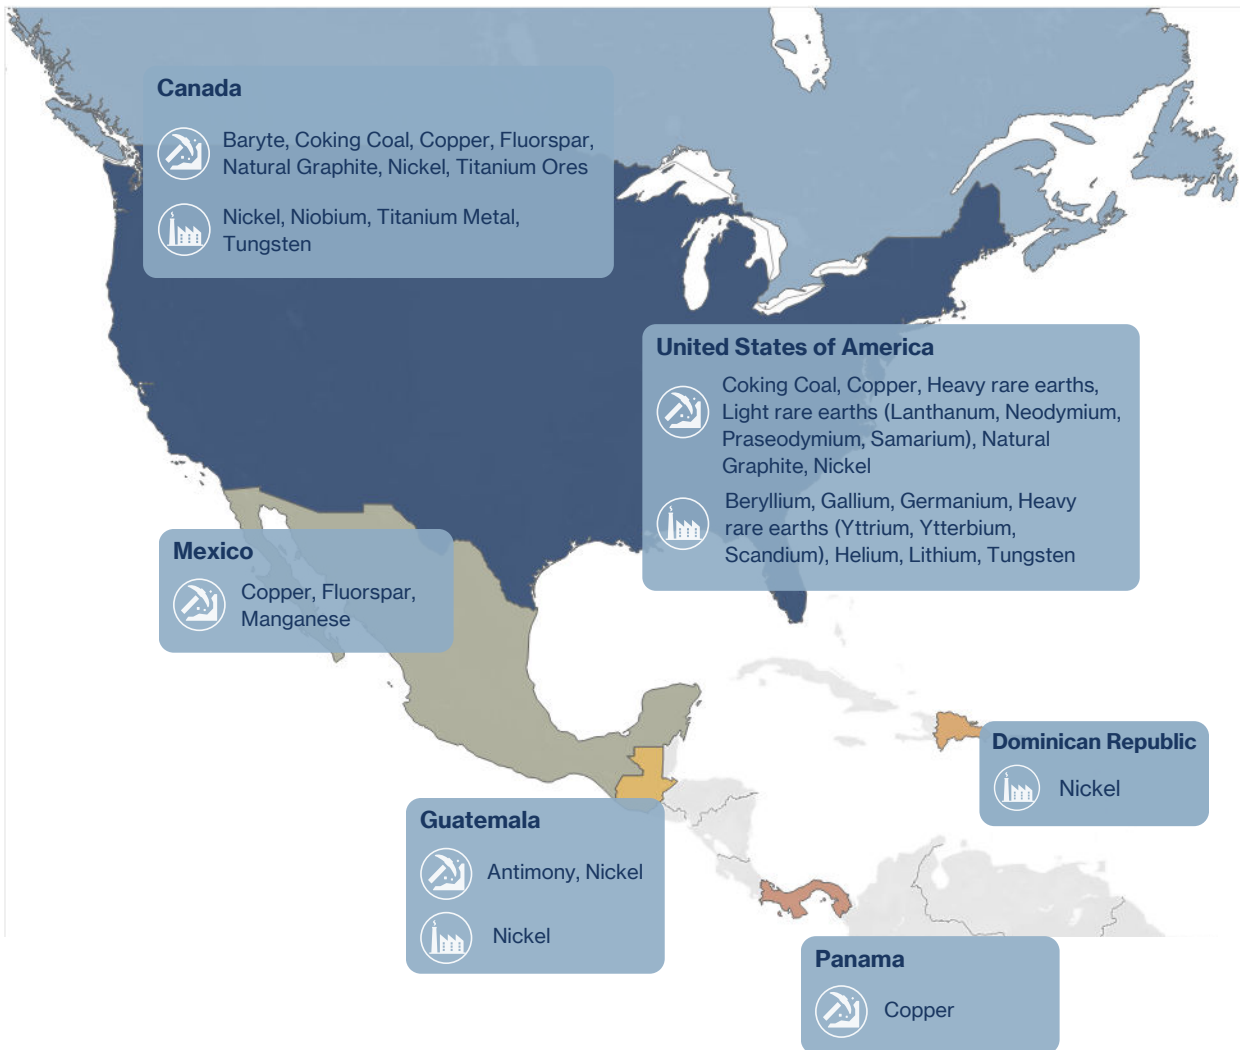 Canada
Baryte, Coking Coal, Copper, Fluorspar,
Natural Graphite, Nickel, Titanium Ores
Nickel, Niobium, Titanium Metal,
Tungsten
United States of America
Coking Coal, Copper, Heavy rare earths,
Light rare earths (Lanthanum, Neodymium,
Praseodymium, Samarium), Natural
Graphite, Nickel
Beryllium, Gallium, Germanium, Heavy
rare earths (Yttrium, Ytterbium,
Scandium), Helium, Lithium, Tungsten
Mexico
Copper, Fluorspar,
Manganese
Dominican Republic
Nickel
Guatemala
Antimony, Nickel
Nickel
Panama
Copper